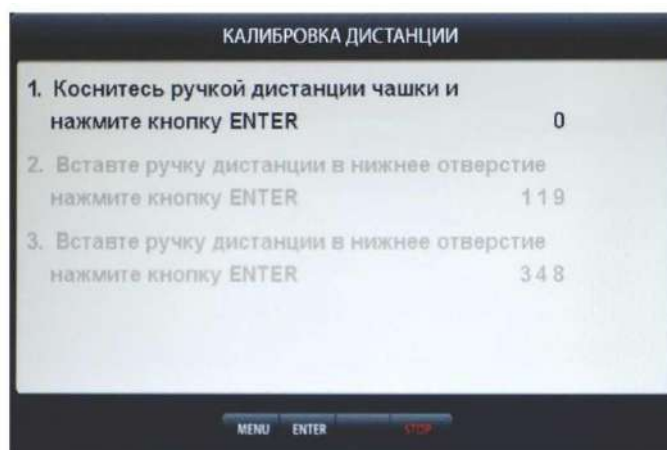 КАЛИБРОВКА ДИСТАНЦИИ
1. Коснитесь ручкой дистанции чашки и
нажмите кнопку ENTER 0
2. Вставте ручку дистанции в нижнее отверстие
нажмите кнопку ENTER 119
3. Вставте ручку дистанции в нижнее отверстие
нажмите кнопку ENTER 348
MENU ENTER STOP